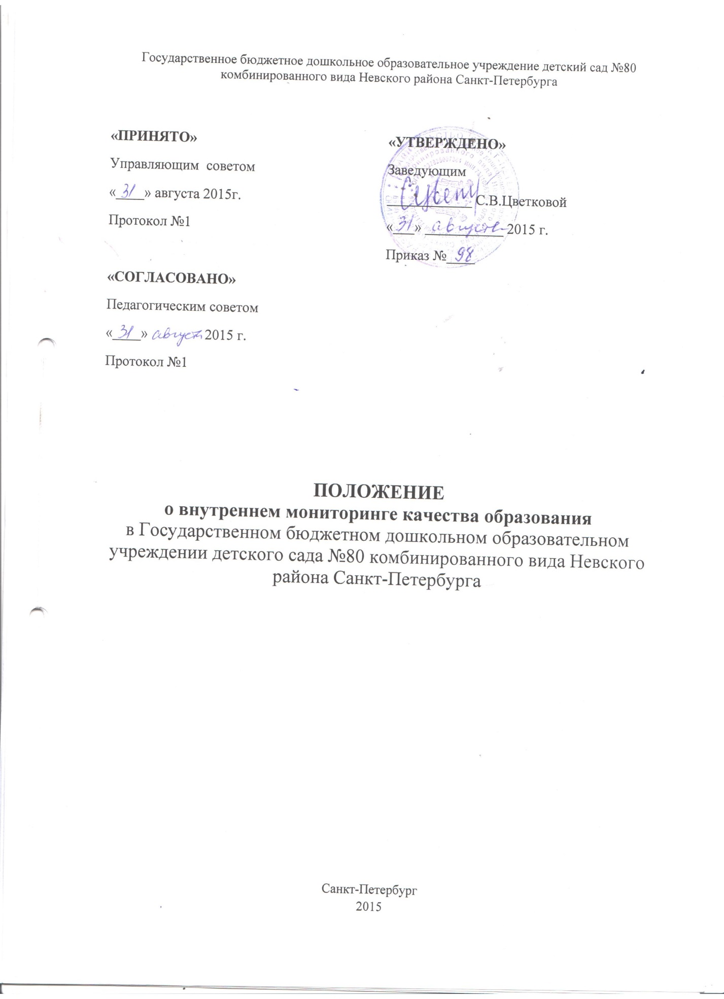 Государственное бюджетное дошкольное образовательное учреждение детский сад №80
комбинированного вида Невского района Санкт-Петербурга
«ПРИНЯТО»
Управляющим советом
«31» августа 2015г.
Протокол №1
«СОГЛАСОВАНО»
Педагогическим советом
«31» август 2015 г.
Протокол №1
«УТВЕРЖДЕНО»
Заведующим
С.В.Цветковой
«31» августа 2015 г.
Приказ № 98
ПОЛОЖЕНИЕ
о внутреннем мониторинге качества образования
в Государственном бюджетном дошкольном образовательном
учреждении детского сада №80 комбинированного вида Невского
района Санкт-Петербурга
Санкт-Петербург
2015